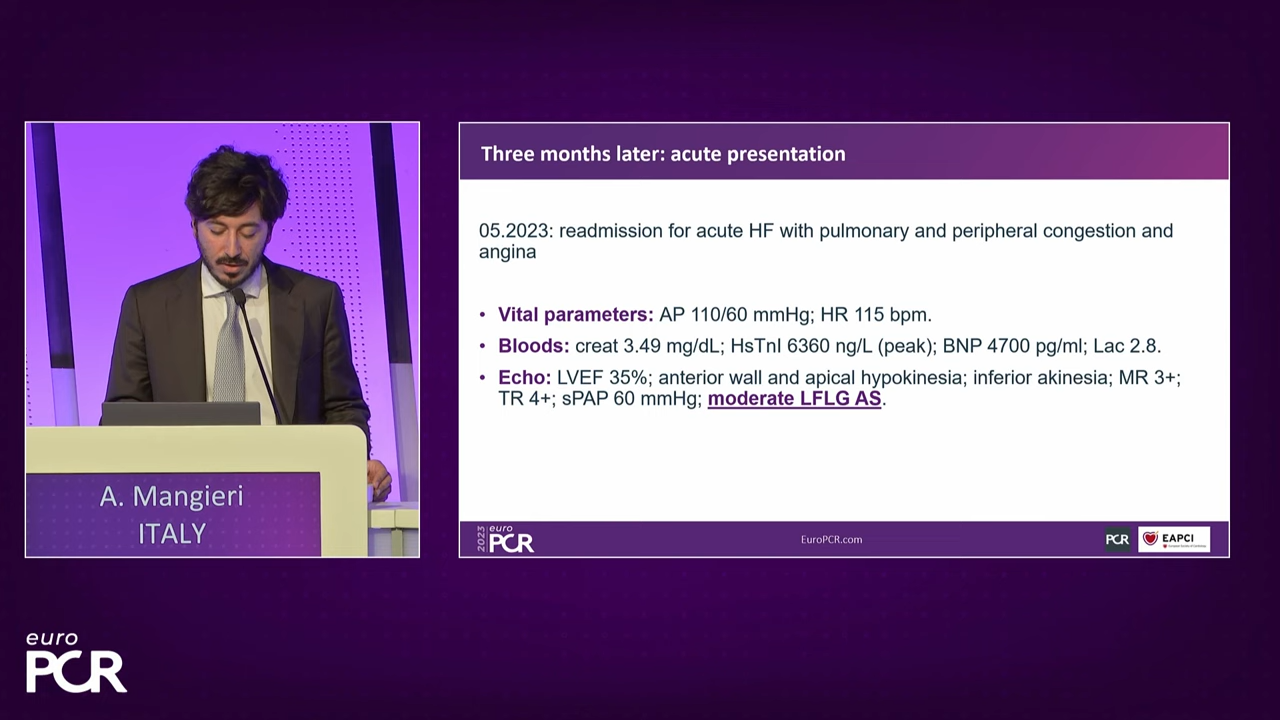 A. Mangieri
ITALY
euro
PCR
Three months later: acute presentation
05.2023: readmission for acute HF with pulmonary and peripheral congestion and
angina
• Vital parameters: AP 110/60 mmHg; HR 115 bpm.
• Bloods: creat 3.49 mg/dL; HsTnI 6360 ng/L (peak); BNP 4700 pg/ml; Lac 2.8.
• Echo: LVEF 35%; anterior wall and apical hypokinesia; inferior akinesia; MR 3+;
TR 4+; sPAP 60 mmHg; moderate LFLG AS.
2023
euro
PCR
EuroPCR.com
PCR
EAPCI